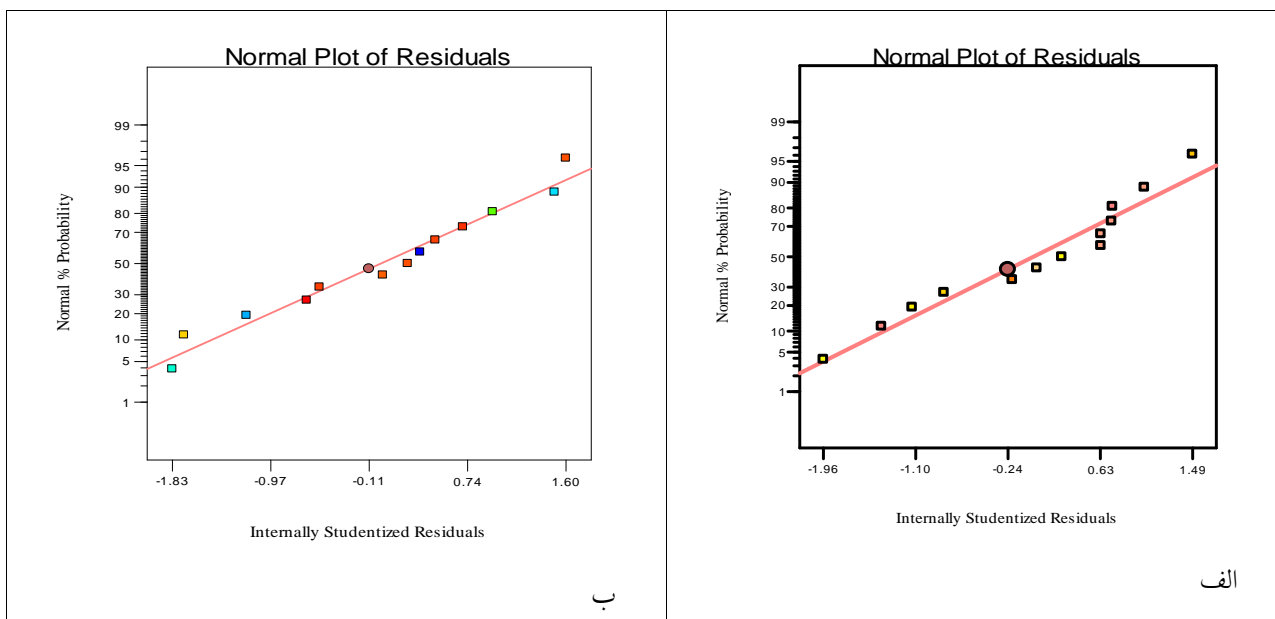 Normal Plot of Residuals
Normal % Probability
99
95
90
80
70
50
30
20
10
5
1
-1.83 -0.97 -0.11 0.74 1.60
Internally Studentized Residuals
ب
Normal Plot of Residuals
Normal % Probability
99
95
90
80
70
50
30
20
10
5
1
-1.96 -1.10 -0.24 0.63 1.49
Internally Studentized Residuals
الف